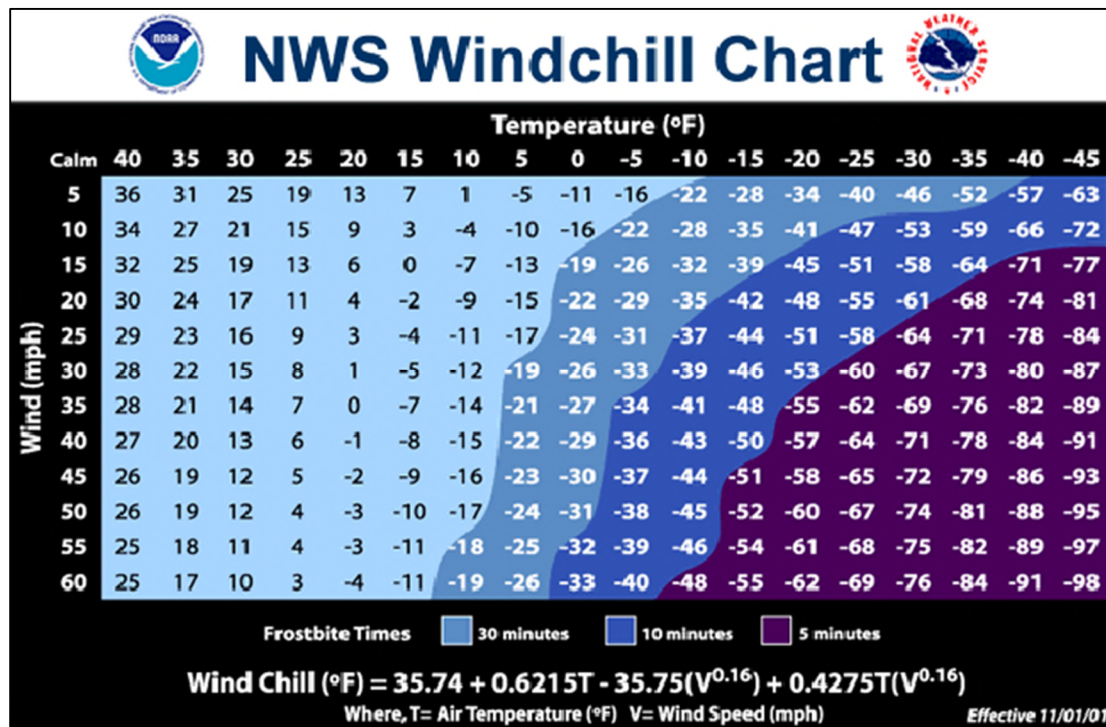 NOAA
NWS Windchill Chart
NATIONAL WEATHER SERVICE
Temperature (ºF)
Calm 40 35 30 25 20 15 10 5 0 -5 -10 -15 -20 -25 -30 -35 -40 -45
5 36 31 25 19 13 7 1 -5 -11 -16 -22 -28 -34 -40 -46 -52 -57 -63
10 34 27 21 15 9 3 -4 -10 -16 -22 -28 -35 -41 -47 -53 -59 -66 -72
15 32 25 19 13 6 0 -7 -13 -19 -26 -32 -39 -45 -51 -58 -64 -71 -77
20 30 24 17 11 4 -2 -9 -15 -22 -29 -35 -42 -48 -55 -61 -68 -74 -81
25 29 23 16 9 3 -4 -11 -17 -24 -31 -37 -44 -51 -58 -64 -71 -78 -84
30 28 22 15 8 1 -5 -12 -19 -26 -33 -39 -46 -53 -60 -67 -73 -80 -87
35 28 21 14 7 0 -7 -14 -21 -27 -34 -41 -48 -55 -62 -69 -76 -82 -89
40 27 20 13 6 -1 -8 -15 -22 -29 -36 -43 -50 -57 -64 -71 -78 -84 -91
45 26 19 12 5 -2 -9 -16 -23 -30 -37 -44 -51 -58 -65 -72 -79 -86 -93
50 26 19 12 4 -3 -10 -17 -24 -31 -38 -45 -52 -60 -67 -74 -81 -88 -95
55 25 18 11 4 -3 -11 -18 -25 -32 -39 -46 -54 -61 -68 -75 -82 -89 -97
60 25 17 10 3 -4 -11 -19 -26 -33 -40 -48 -55 -62 -69 -76 -84 -91 -98
Wind (mph)
Frostbite Times 30 minutes 10 minutes 5 minutes
Wind Chill (ºF) = 35.74 + 0.6215T - 35.75(V^0.16) + 0.4275T(V^0.16)
Where, T= Air Temperature (ºF) V= Wind Speed (mph)
Effective 11/01/01